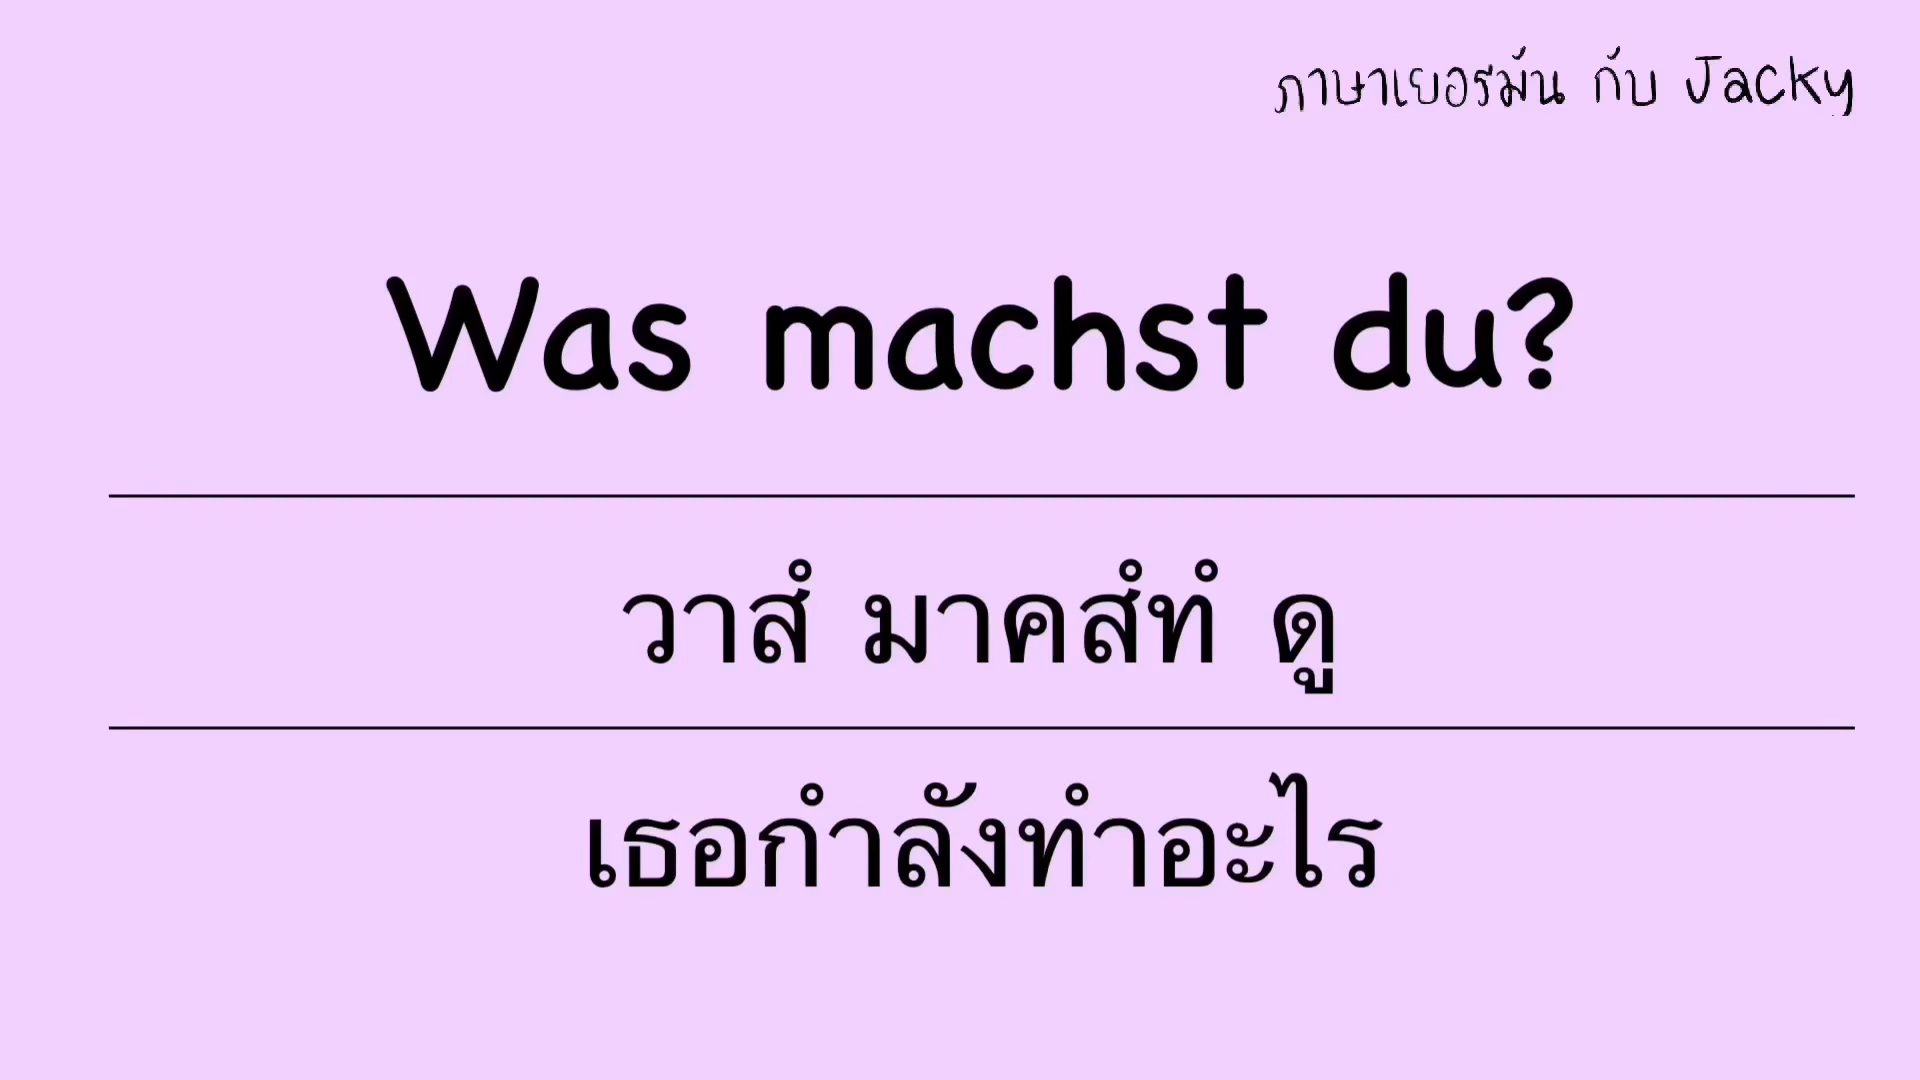 ภาษาเยอรมัน กับ Jacky
Was machst du?
วาสํ มาคสํทํ ดู
เธอกำลังทำอะไร